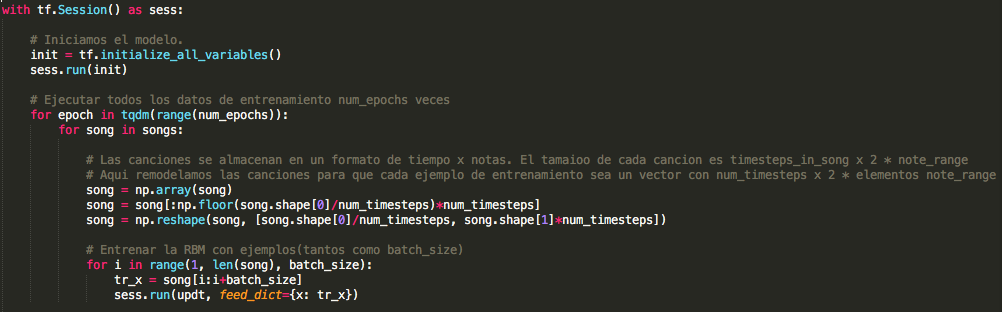 with tf.Session() as sess:
# Iniciamos el modelo.
init = tf.initialize_all_variables()
sess.run(init)
# Ejecutar todos los datos de entrenamiento num_epochs veces
for epoch in tqdm(range(num_epochs)):
for song in songs:
# Las canciones se almacenan en un formato de tiempo x notas. El tamaioo de cada cancion es timesteps_in_song x 2 * note_range
# Aqui remodelamos las canciones para que cada ejemplo de entrenamiento sea un vector con num_timesteps x 2 * elementos note_range
song = np.array(song)
song = song[:np.floor(song.shape[0]/num_timesteps)*num_timesteps]
song = np.reshape(song, [song.shape[0]/num_timesteps, song.shape[1]*num_timesteps])
# Entrenar la RBM con ejemplos(tantos como batch_size)
for i in range(1, len(song), batch_size):
tr_x = song[i:i+batch_size]
sess.run(updt, feed_dict={x: tr_x})